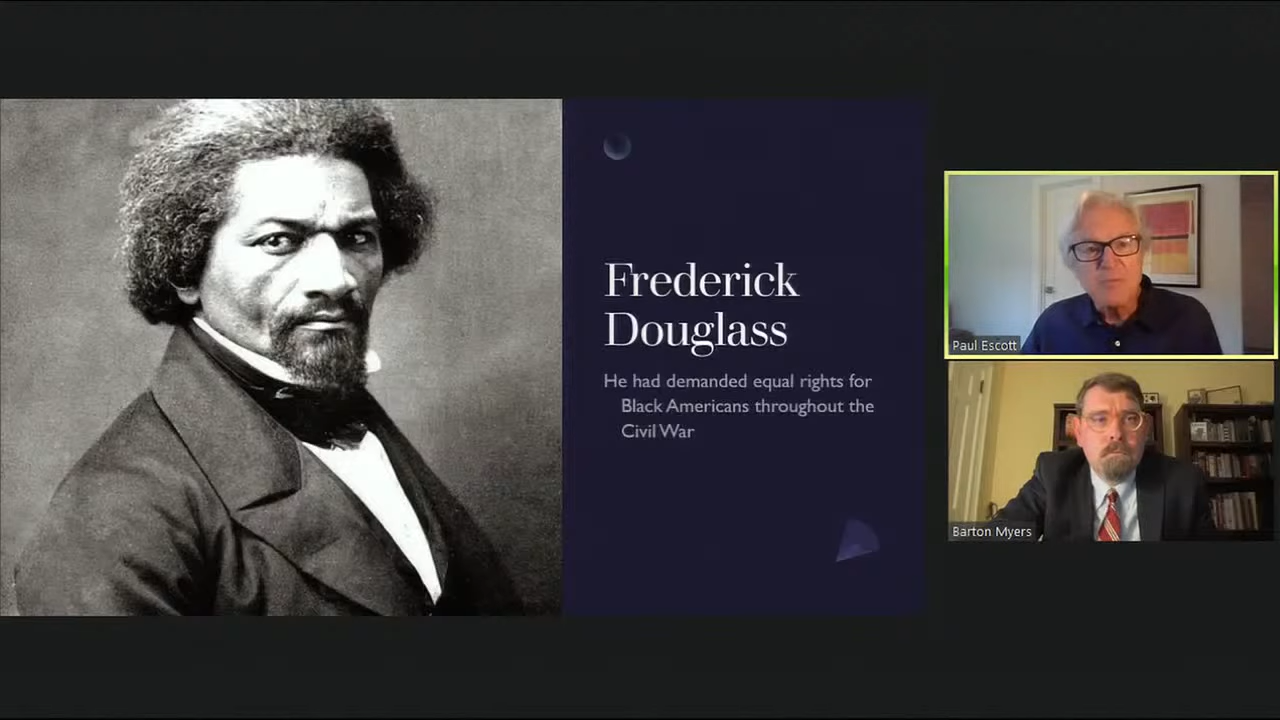 Frederick
Douglass
He had demanded equal rights for
Black Americans throughout the
Civil War
Paul Escott
Barton Myers